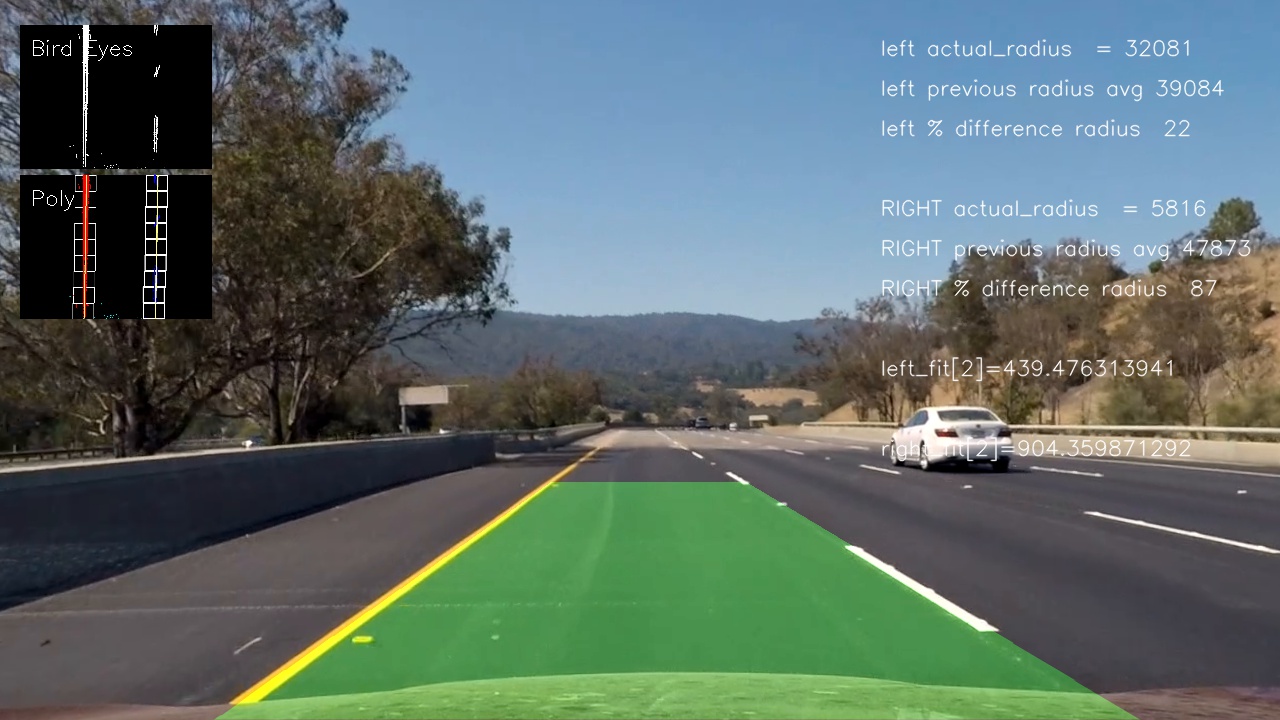 Bird Eyes
Poly
left actual_radius = 32081
left previous radius avg 39084
left % difference radius 22
RIGHT actual_radius = 5816
RIGHT previous radius avg 47873
RIGHT % difference radius 87
left_fit[2]=439.476313941
right_fit[2]=904.359871292